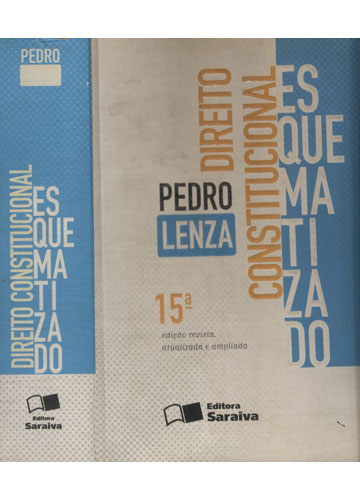 PEDRO
DIREITO CONSTITUCIONAL
ES
QUE
MA
TI
ZA
DO
Editora
Saraiva
DIREITO
CONSTITUCIONAL
ES
QUE
MA
TI
ZA
DO
PEDRO
LENZA
15ª
edição revista,
atualizada e ampliada
Editora
Saraiva